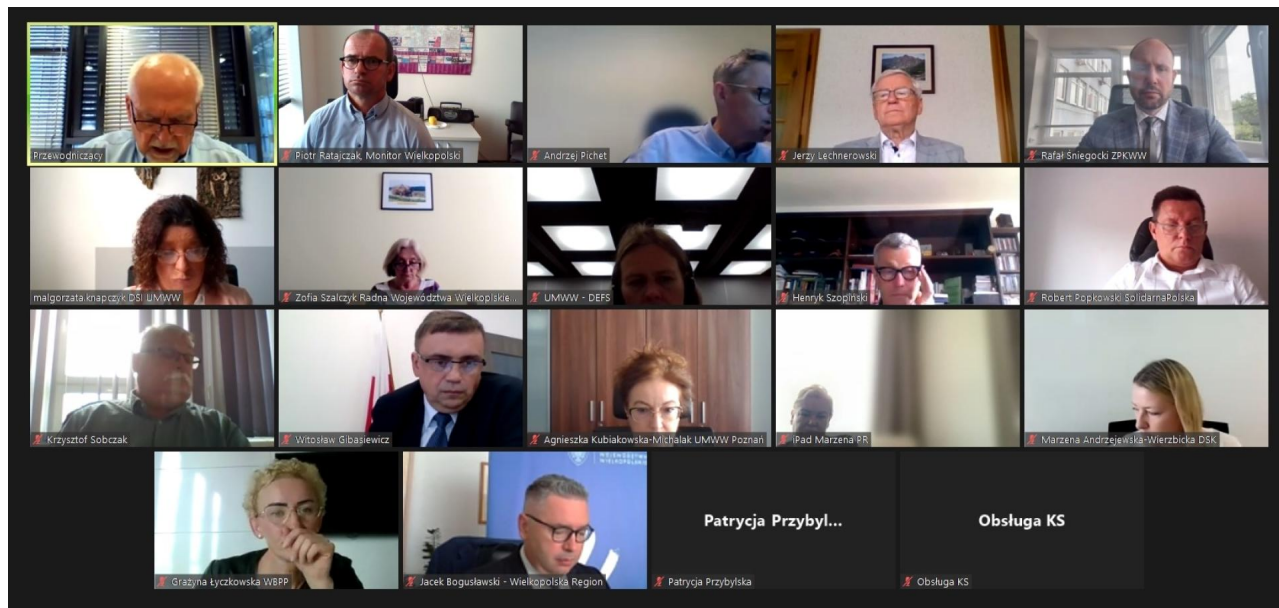 Przewodniczący
Piotr Ratajczak, Monitor Wielkopolski
Andrzej Pichet
Jerzy Lechnerowski
Rafał Śniegocki ZPKWW
malgorzata.knapczyk DSI UMWW
Zofia Szalczyk Radna Województwa Wielkoplskie...
UMWW - DEFS
Henryk Szopiński
Robert Popkowski SolidarnaPolska
Krzysztof Sobczak
Witosław Gibasiewicz
Agnieszka Kubiakowska-Michalak UMWW Poznań
iPad Marzena PR
Marzena Andrzejewska-Wierzbicka DSK
Grażyna Łyczkowska WBPP
Jacek Bogusławski - Wielkopolska Region
Patrycja Przybyl...
Patrycja Przybylska
Obsługa KS
Obsługa KS